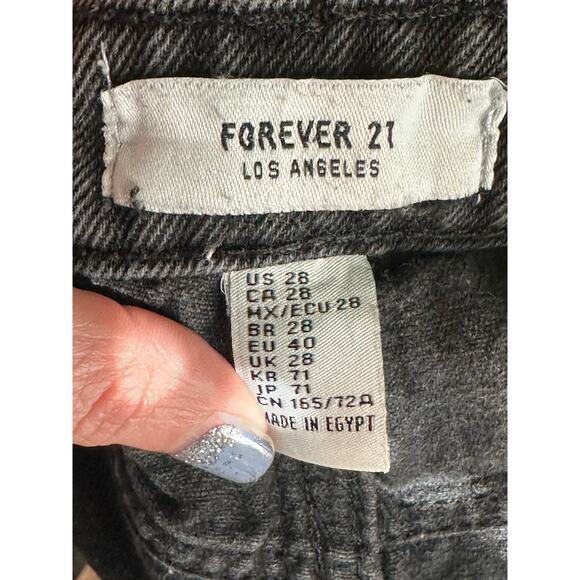 FOREVER 21
LOS ANGELES
US 28
CA 28
MX/ECU 28
BR 28
EU 40
UK 28
KR 71
JP 71
CN 165/72A
MADE IN EGYPT